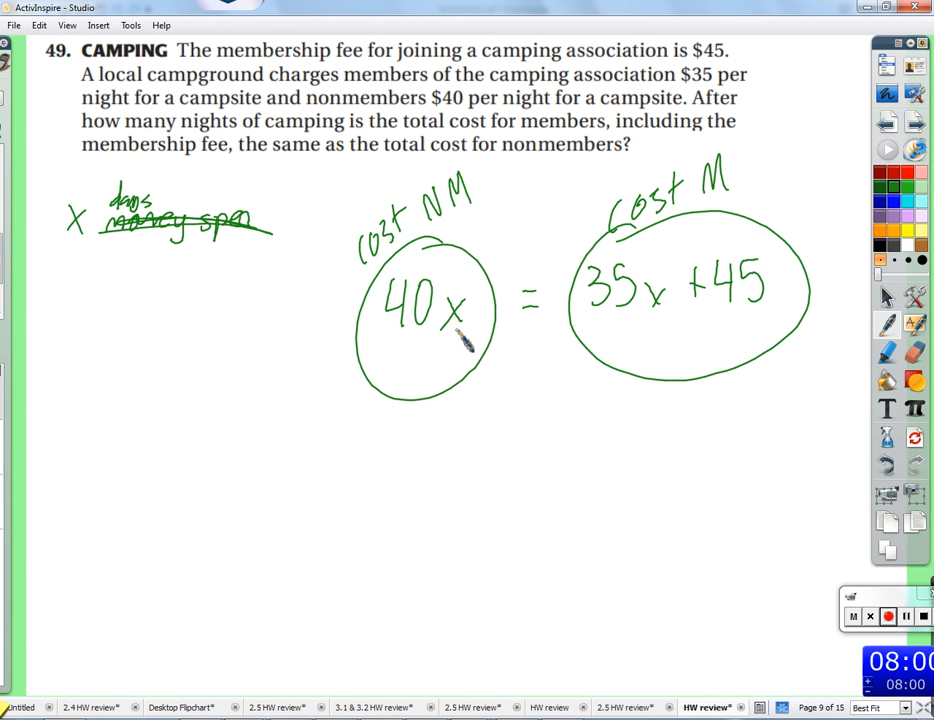 ActivInspire - Studio
File Edit View Insert Tools Help
49. CAMPING The membership fee for joining a camping association is $45.
A local campground charges members of the camping association $35 per
night for a campsite and nonmembers $40 per night for a campsite. After
how many nights of camping is the total cost for members, including the
membership fee, the same as the total cost for nonmembers?
days
X money spen
cost NM
cost M
40x = 35x +45
T π
M
08:00
08:00
Untitled 2.4 HW review* Desktop Flipchart* 2.5 HW review* 3.1 & 3.2 HW review* 2.5 HW review* HW review 2.5 HW review* HW review* Page 9 of 15 Best Fit